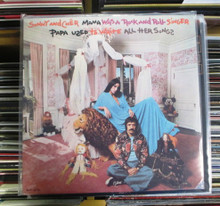 Sonny and Cher Mama was a Rock and Roll Singer
Papa used to write all her songs